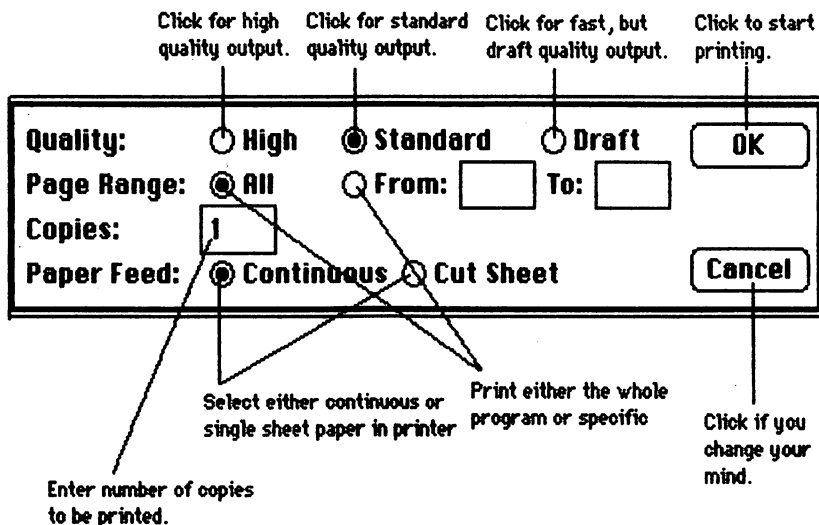 Click for high
quality output.
Click for standard
quality output.
Click for fast, but
draft quality output.
Click to start
printing.
Quality: High Standard Draft OK
Page Range: All From: To:
Copies: 1
Paper Feed: Continuous Cut Sheet Cancel
Select either continuous or
single sheet paper in printer
Print either the whole
program or specific
Click if you
change your
mind.
Enter number of copies
to be printed.